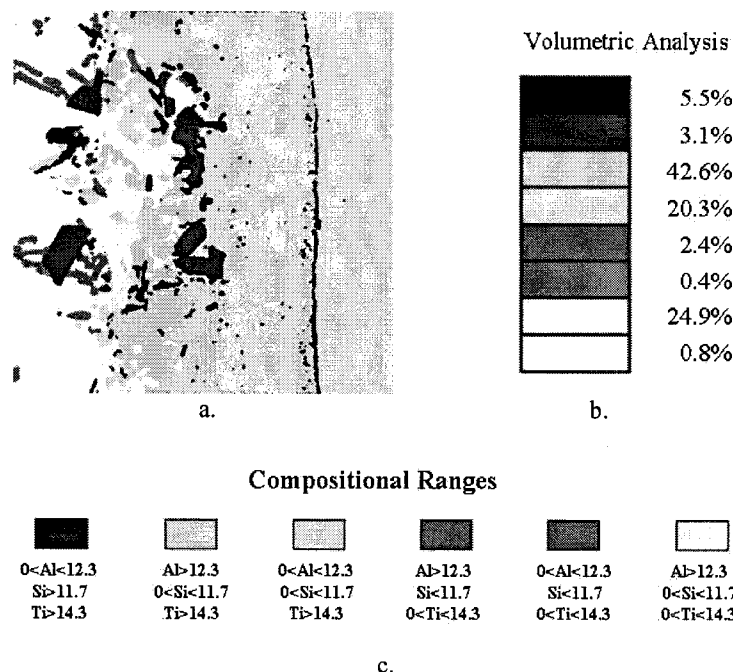 Volumetric Analysis
5.5%
3.1%
42.6%
20.3%
2.4%
0.4%
24.9%
0.8%
a.
b.
Compositional Ranges
0<Al<12.3 Al>12.3 0<Al<12.3 Al>12.3 0<Al<12.3 Al>12.3
Si>11.7 0<Si<11.7 0<Si<11.7 Si<11.7 Si<11.7 0<Si<11.7
Ti>14.3 Ti>14.3 Ti>14.3 0<Ti<14.3 0<Ti<14.3 0<Ti<14.3
c.